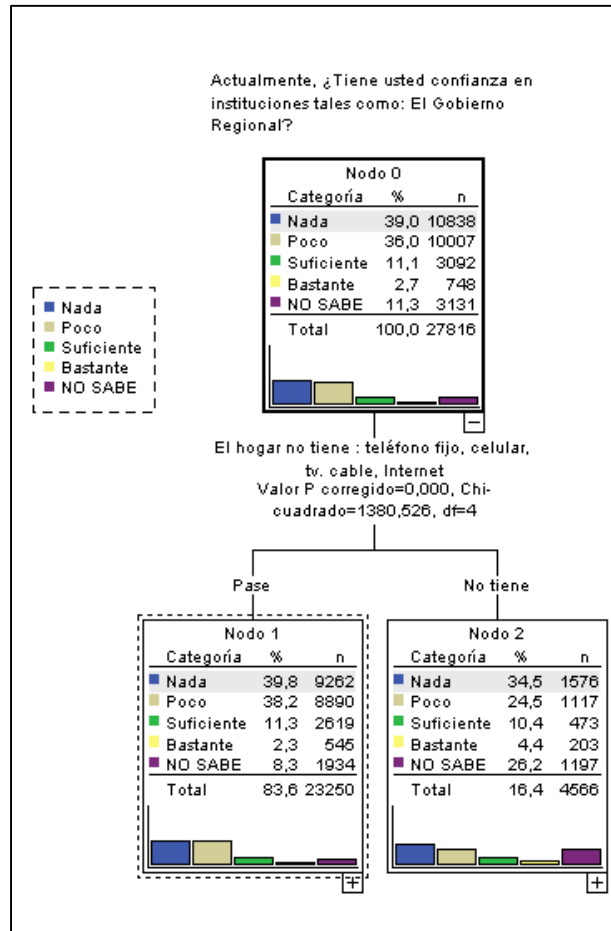 Actualmente, ¿Tiene usted confianza en
instituciones tales como: El Gobierno
Regional?
Nodo 0
Categoría % n
Nada 39,0 10838
Poco 36,0 10007
Suficiente 11,1 3092
Bastante 2,7 748
NO SABE 11,3 3131
Total 100,0 27816
Nada
Poco
Suficiente
Bastante
NO SABE
El hogar no tiene : teléfono fijo, celular,
tv. cable, Internet
Valor P corregido=0,000, Chi-
cuadrado=1380,526, df=4
Pase
No tiene
Nodo 1
Categoría % n
Nada 39,8 9262
Poco 38,2 8890
Suficiente 11,3 2619
Bastante 2,3 545
NO SABE 8,3 1934
Total 83,6 23250
Nodo 2
Categoría % n
Nada 34,5 1576
Poco 24,5 1117
Suficiente 10,4 473
Bastante 4,4 203
NO SABE 26,2 1197
Total 16,4 4566